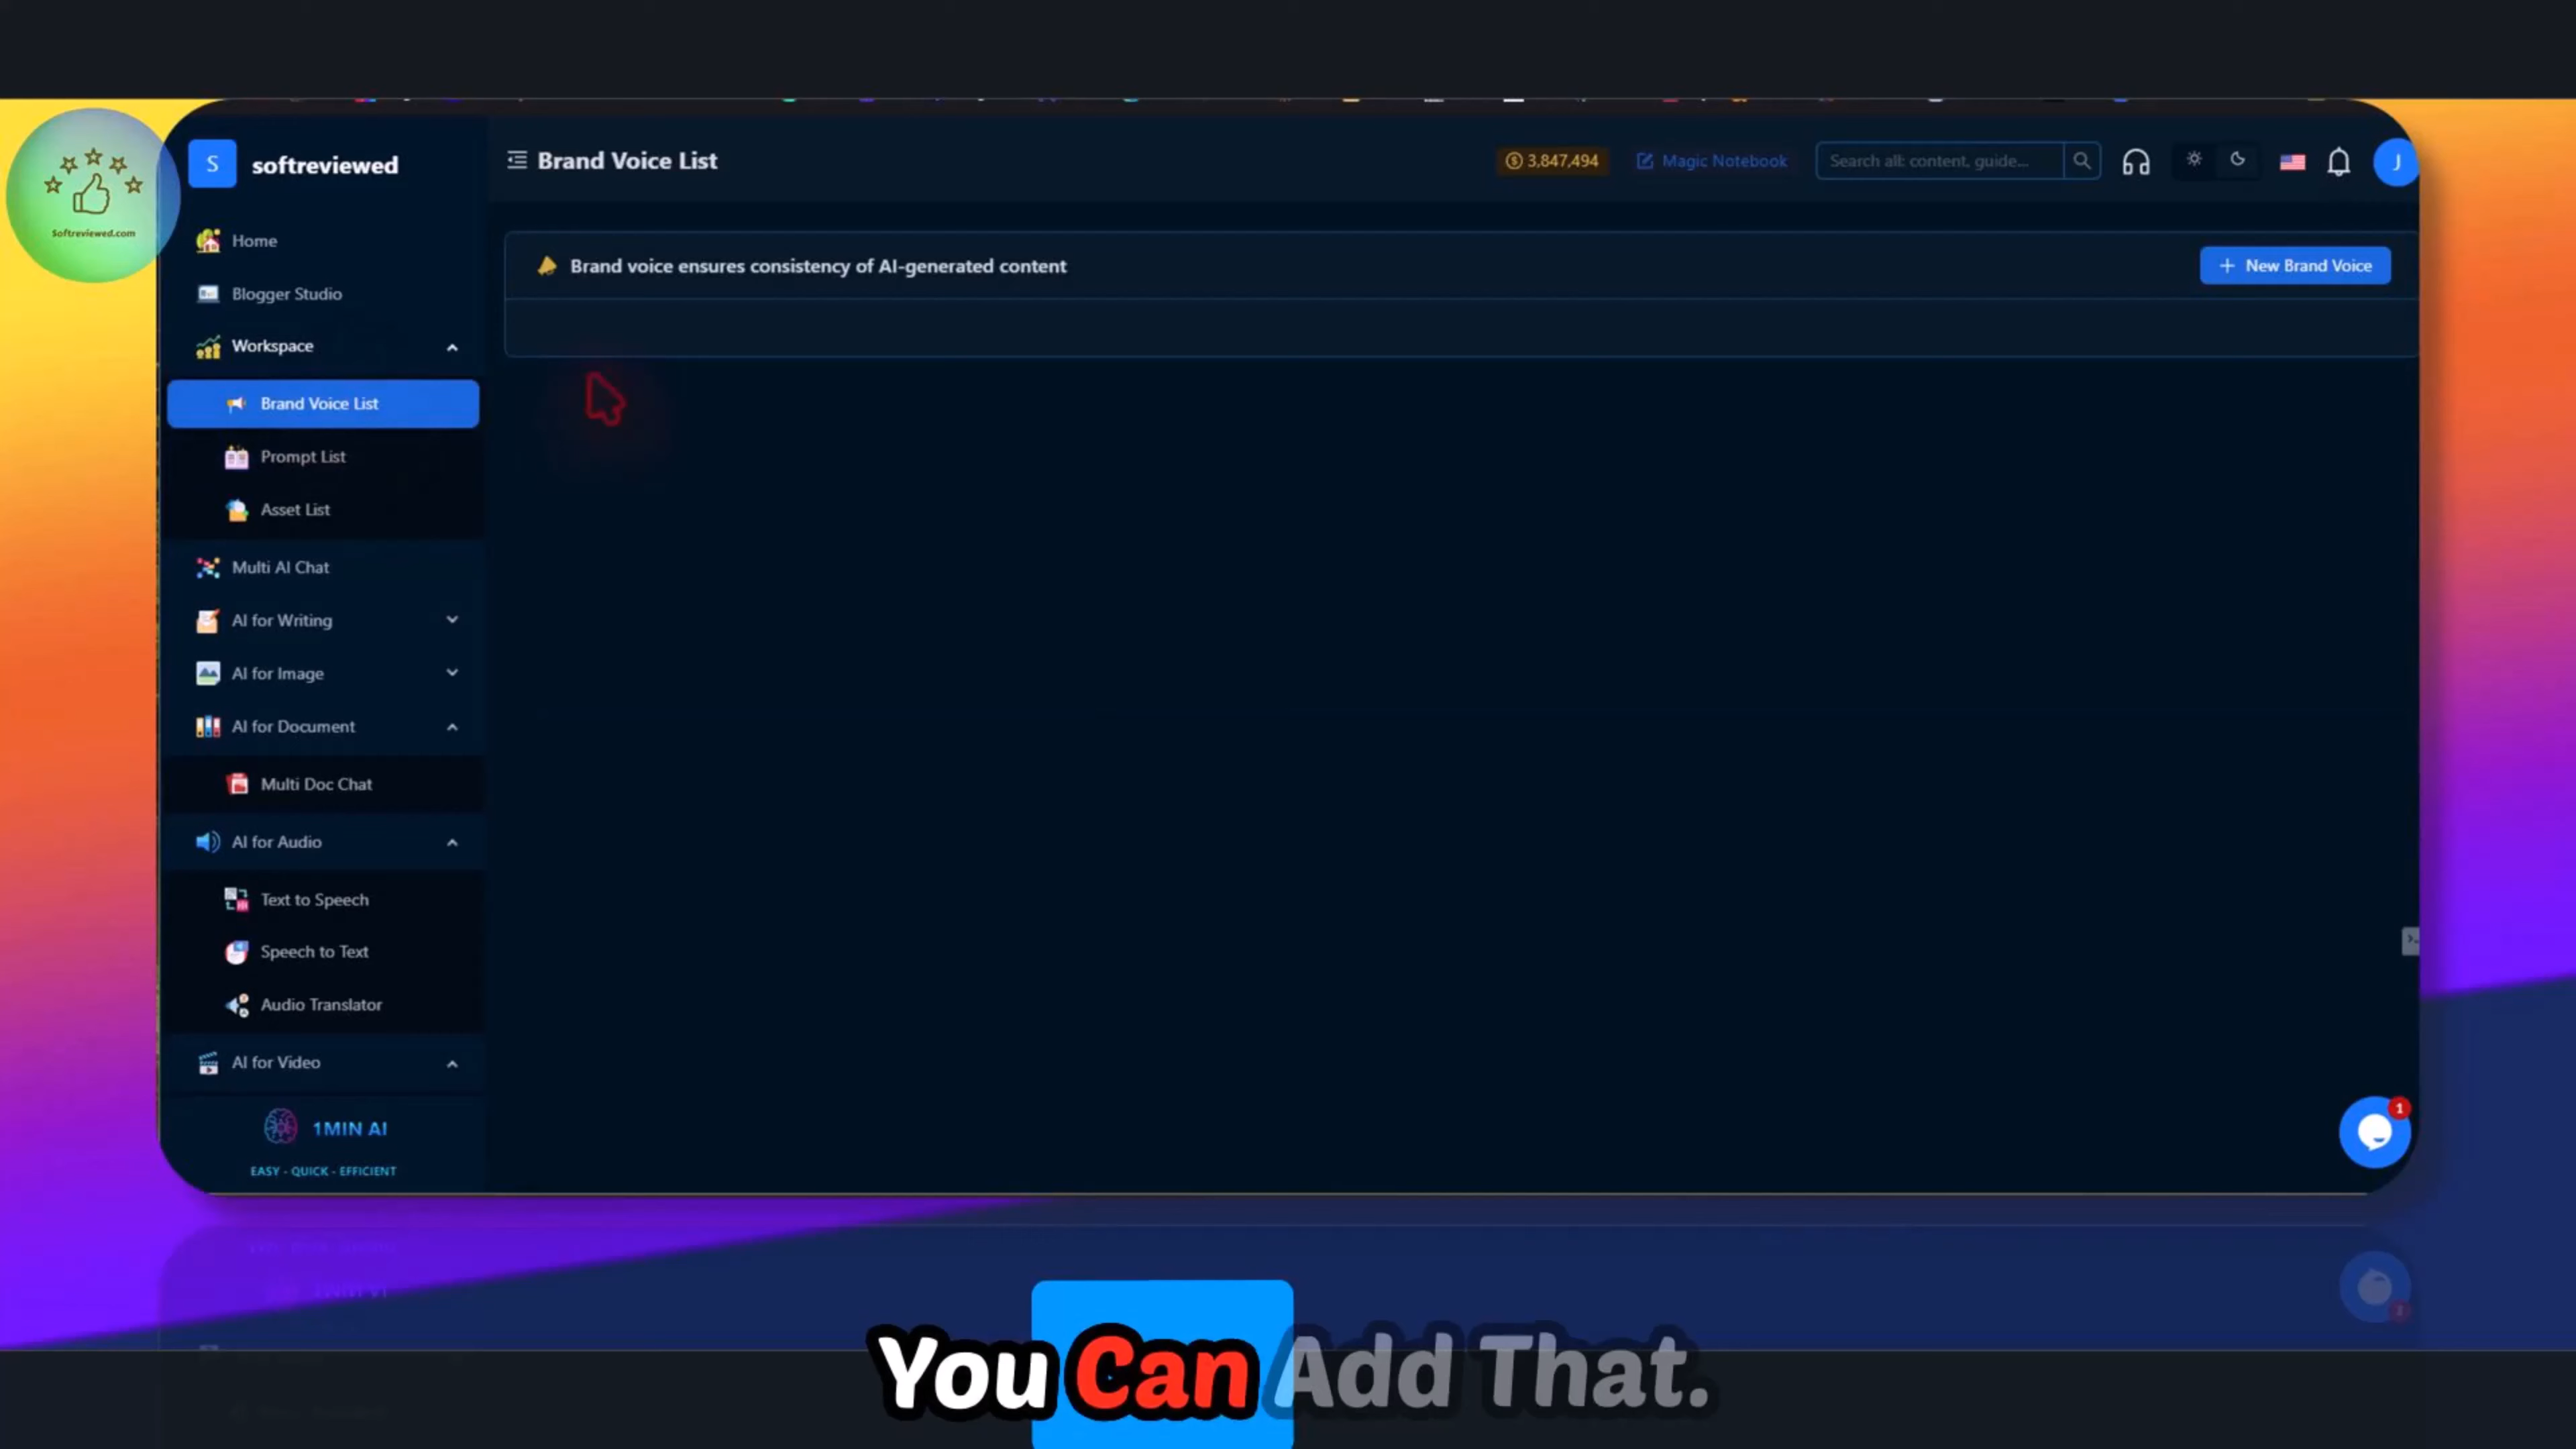 Softreviewed.com
S softreviewed
Brand Voice List
3,847,494
Magic Notebook
Search all: content, guide...
J
Home
Blogger Studio
Workspace
Brand Voice List
Prompt List
Asset List
Multi AI Chat
AI for Writing
AI for Image
AI for Document
Multi Doc Chat
AI for Audio
Text to Speech
Speech to Text
Audio Translator
AI for Video
1MIN AI
EASY - QUICK - EFFICIENT
Brand voice ensures consistency of AI-generated content
+ New Brand Voice
1
You Can Add That.